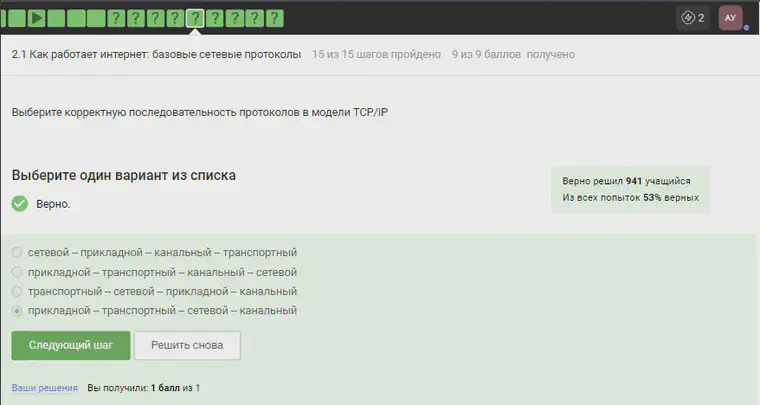 ? ? ? ? ? ? ? ? ?
2
АУ
2.1 Как работает интернет: базовые сетевые протоколы 15 из 15 шагов пройдено 9 из 9 баллов получено
Выберите корректную последовательность протоколов в модели TCP/IP
Выберите один вариант из списка
Верно.
Верно решил 941 учащийся
Из всех попыток 53% верных
сетевой – прикладной – канальный – транспортный
прикладной – транспортный – канальный – сетевой
транспортный – сетевой – прикладной – канальный
прикладной – транспортный – сетевой – канальный
Следующий шаг
Решить снова
Ваши решения Вы получили: 1 балл из 1